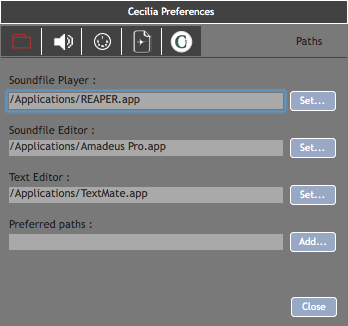 Cecilia Preferences
Paths
Soundfile Player :
/Applications/REAPER.app
Set...
Soundfile Editor :
/Applications/Amadeus Pro.app
Set...
Text Editor :
/Applications/TextMate.app
Set...
Preferred paths :
Add...
Close